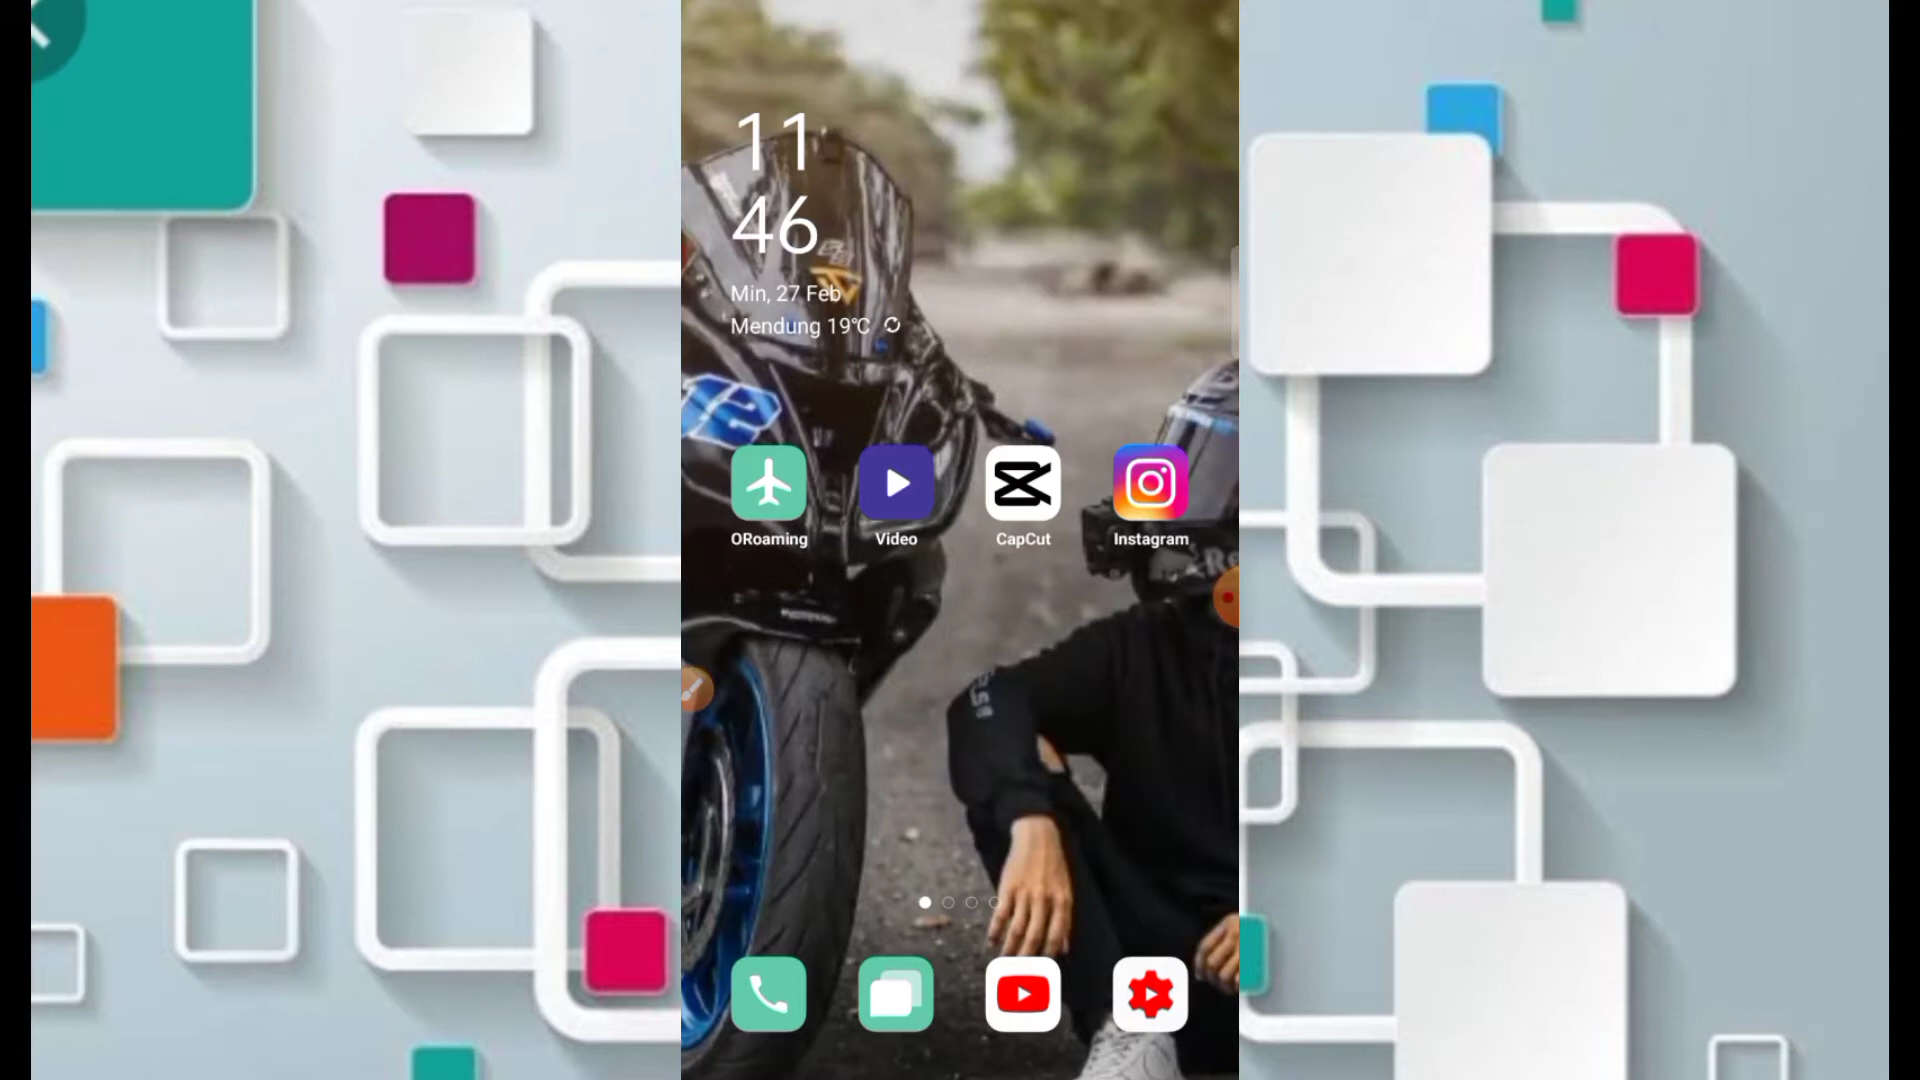 11
46
Min, 27 Feb
Mendung 19°C
ORoaming
Video
CapCut
Instagram